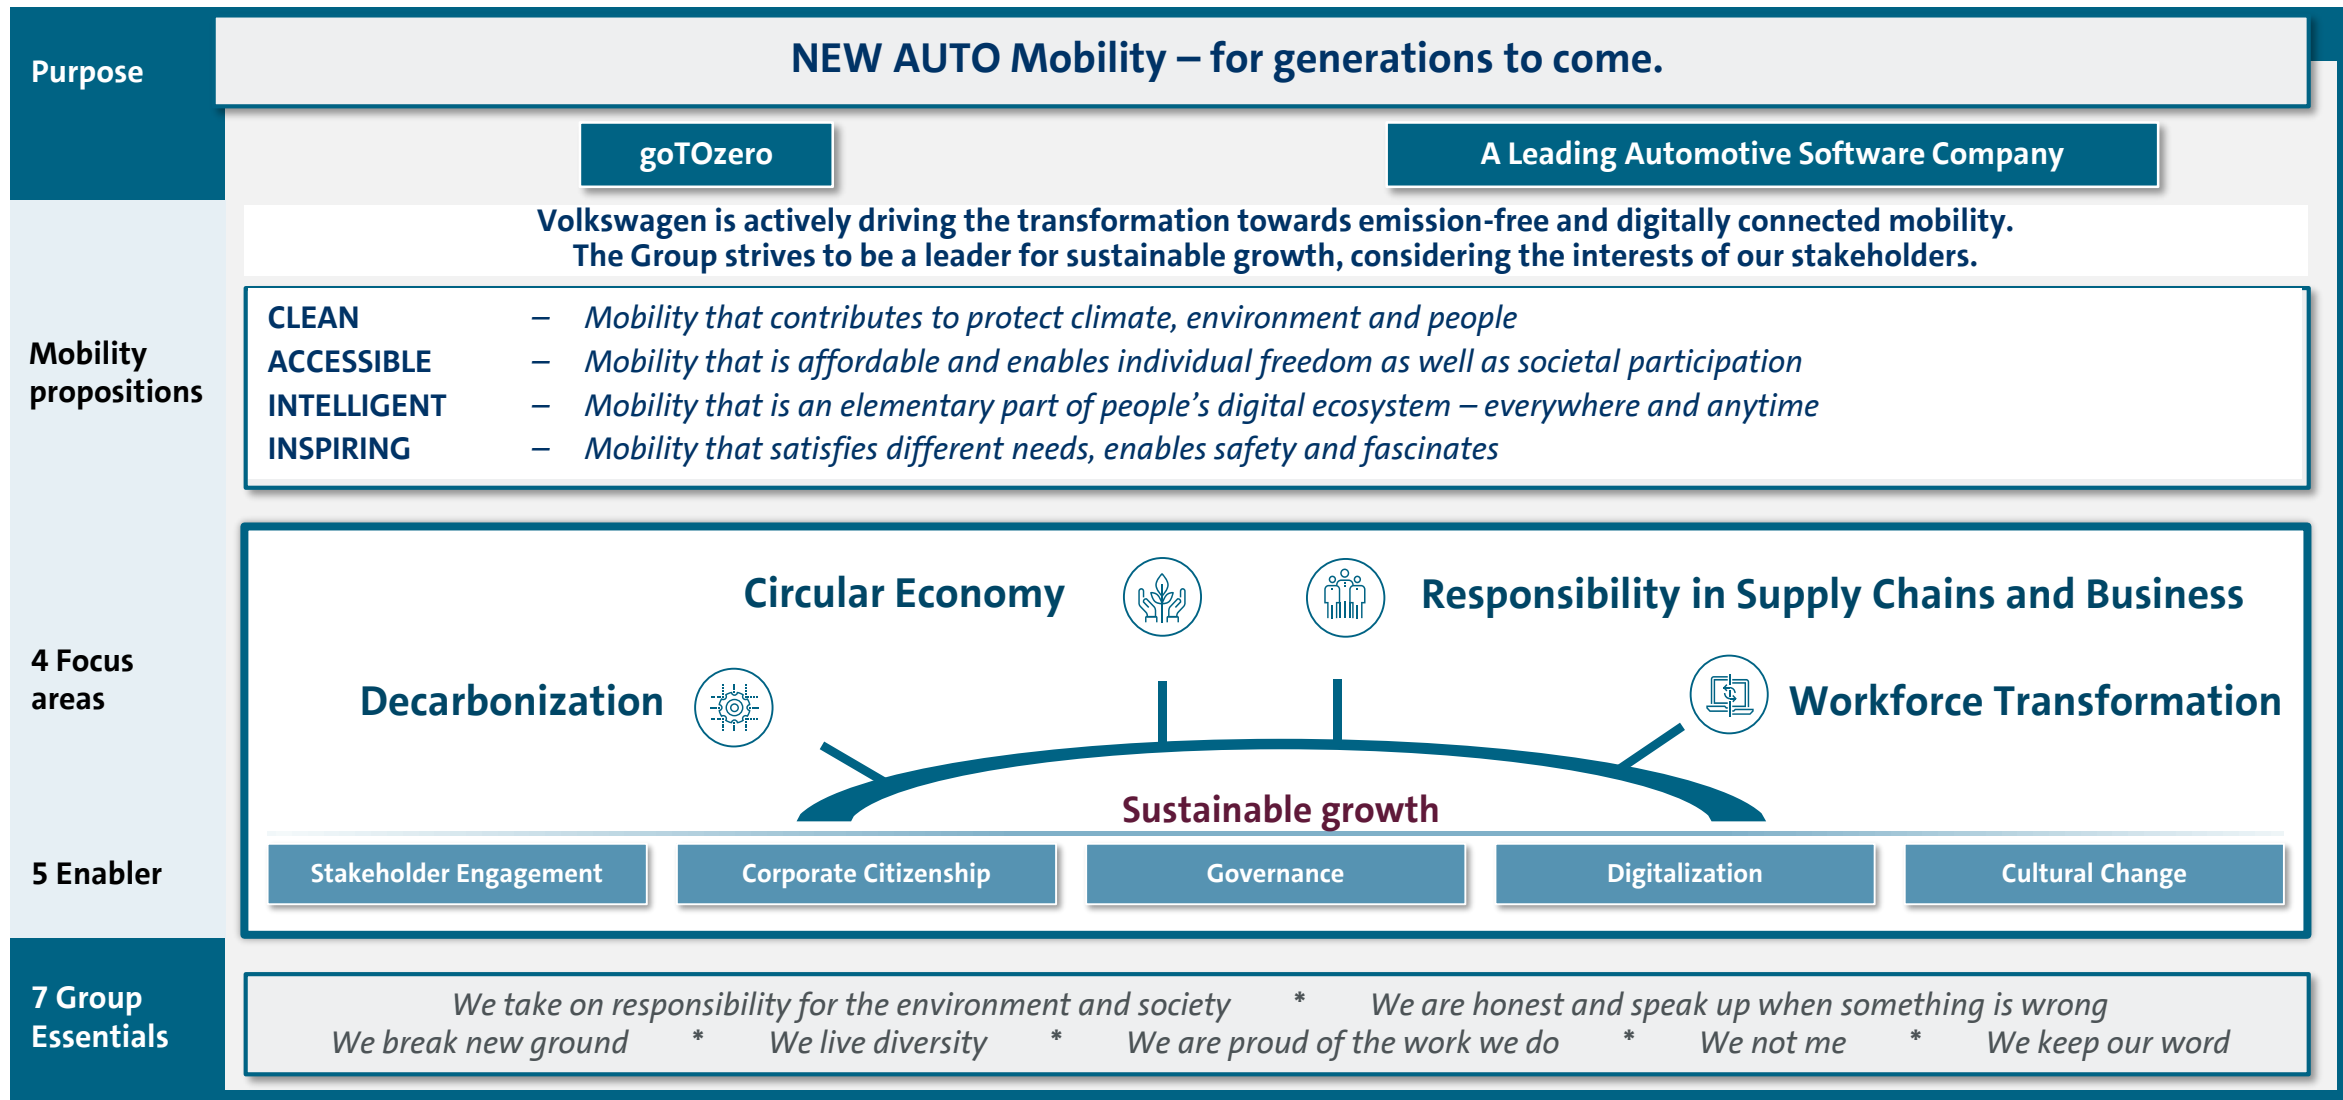 Purpose
NEW AUTO Mobility – for generations to come.
goTOzero
A Leading Automotive Software Company
Volkswagen is actively driving the transformation towards emission-free and digitally connected mobility.
The Group strives to be a leader for sustainable growth, considering the interests of our stakeholders.
Mobility
propositions
CLEAN – Mobility that contributes to protect climate, environment and people
ACCESSIBLE – Mobility that is affordable and enables individual freedom as well as societal participation
INTELLIGENT – Mobility that is an elementary part of people's digital ecosystem – everywhere and anytime
INSPIRING – Mobility that satisfies different needs, enables safety and fascinates
4 Focus
areas
Circular Economy
Responsibility in Supply Chains and Business
Decarbonization
Workforce Transformation
Sustainable growth
5 Enabler
Stakeholder Engagement
Corporate Citizenship
Governance
Digitalization
Cultural Change
7 Group
Essentials
We take on responsibility for the environment and society * We are honest and speak up when something is wrong
We break new ground * We live diversity * We are proud of the work we do * We not me * We keep our word